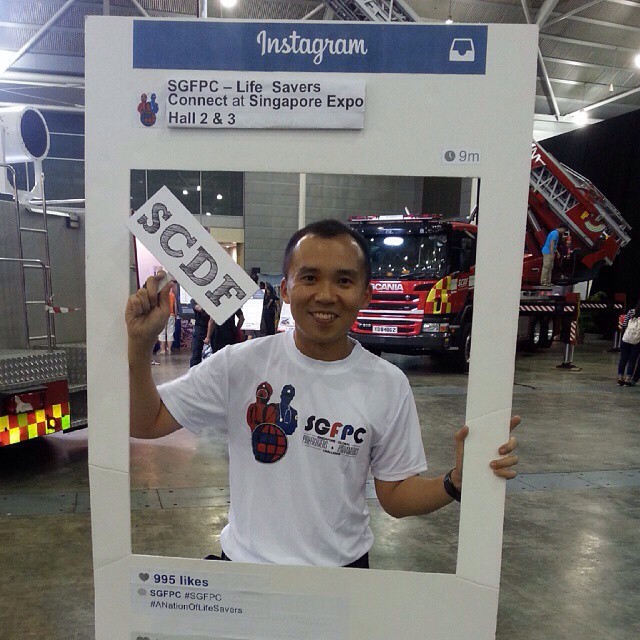 Instagram
SGFPC – Life Savers
Connect at Singapore Expo
Hall 2 & 3
9m
SCDF
SCANIA
SGFPC
CHALLENGE
995 likes
SGFPC #SGFPC
#ANationOfLifeSavers